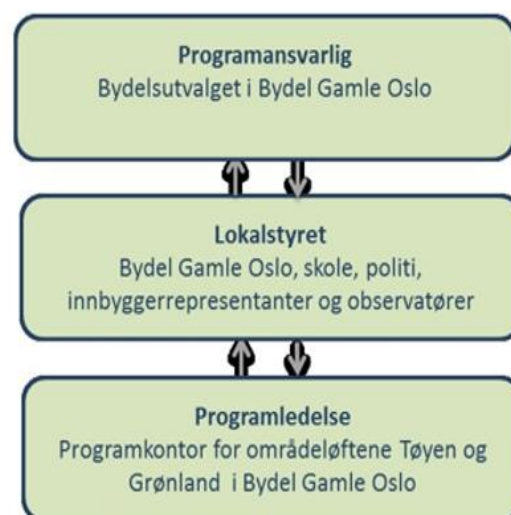 Programansvarlig
Bydelsutvalget i Bydel Gamle Oslo
Lokalstyret
Bydel Gamle Oslo, skole, politi,
innbyggerrepresentanter og observatører
Programledelse
Programkontor for områdeløftene Tøyen og
Grønland i Bydel Gamle Oslo